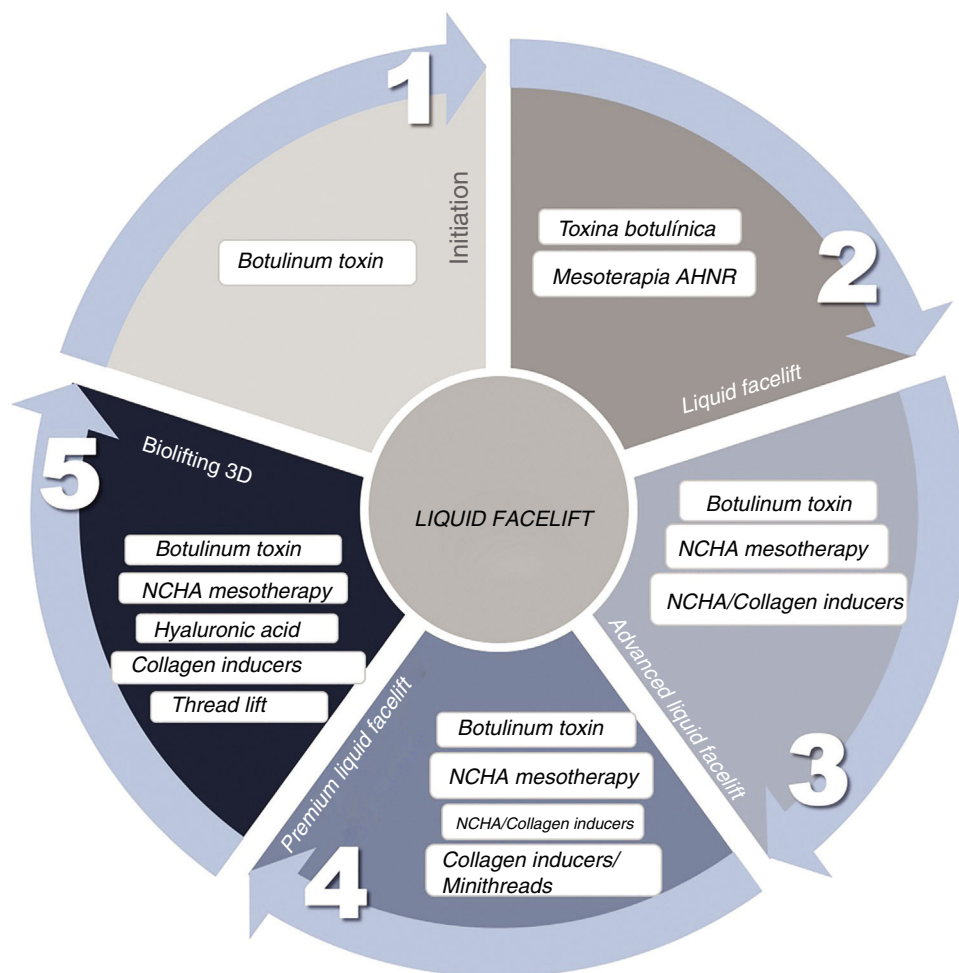 1
Initiation
Botulinum toxin
2
Toxina botulínica
Mesoterapia AHNR
Liquid facelift
3
Botulinum toxin
NCHA mesotherapy
NCHA/Collagen inducers
Advanced liquid facelift
4
Botulinum toxin
NCHA mesotherapy
NCHA/Collagen inducers
Collagen inducers/
Minithreads
Premium liquid facelift
5
Biolifting 3D
Botulinum toxin
NCHA mesotherapy
Hyaluronic acid
Collagen inducers
Thread lift
LIQUID FACELIFT